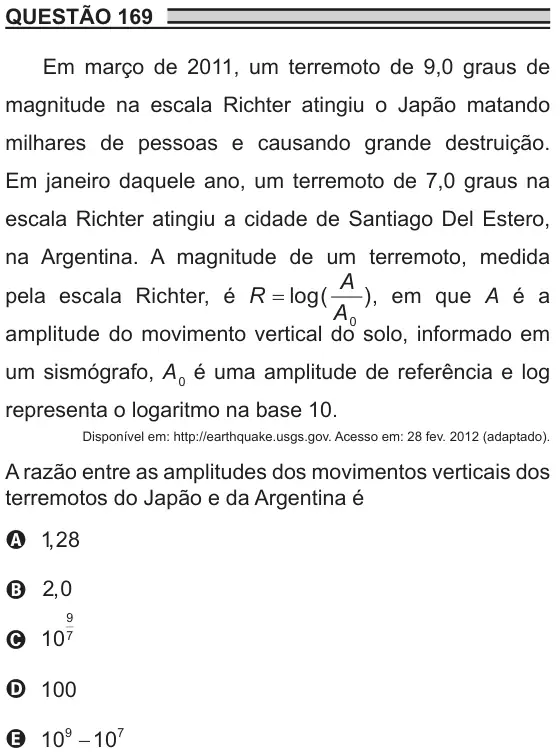 QUESTÃO 169
Em março de 2011, um terremoto de 9,0 graus de
magnitude na escala Richter atingiu o Japão matando
milhares de pessoas e causando grande destruição.
Em janeiro daquele ano, um terremoto de 7,0 graus na
escala Richter atingiu a cidade de Santiago Del Estero,
na Argentina. A magnitude de um terremoto, medida
pela escala Richter, é R = log(A/A₀), em que A é a
amplitude do movimento vertical do solo, informado em
um sismógrafo, A₀ é uma amplitude de referência e log
representa o logaritmo na base 10.
Disponível em: http://earthquake.usgs.gov. Acesso em: 28 fev. 2012 (adaptado).
A razão entre as amplitudes dos movimentos verticais dos
terremotos do Japão e da Argentina é
A 1,28
B 2,0
C 10^(9/7)
D 100
E 10⁹ – 10⁷